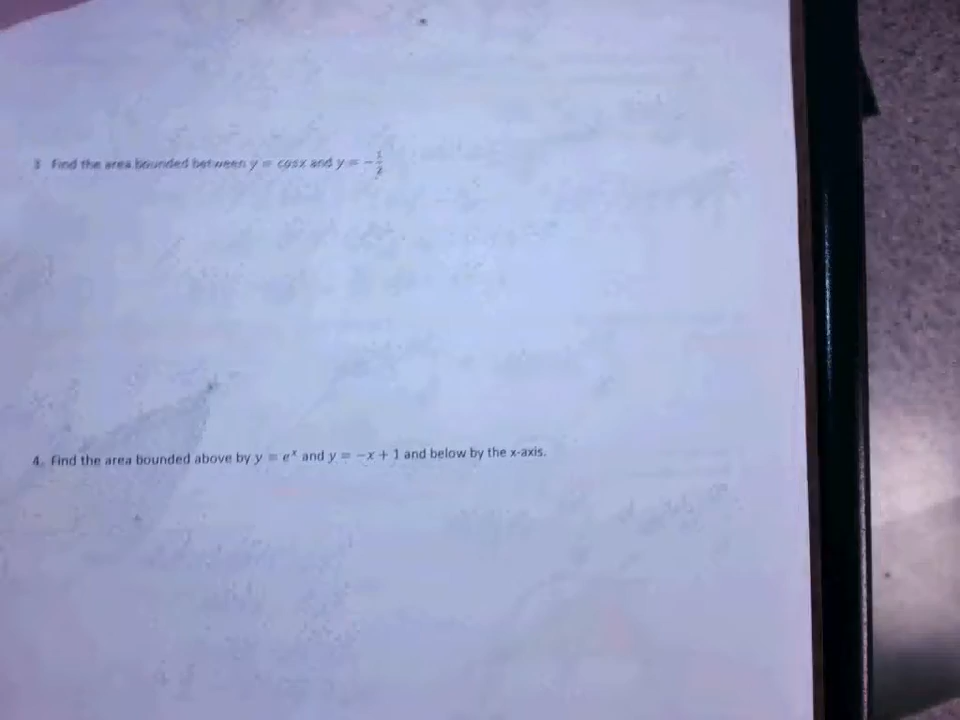 3 Find the area bounded between y = cosx and y = -1/2
4. Find the area bounded above by y = eˣ and y = -x + 1 and below by the x-axis.